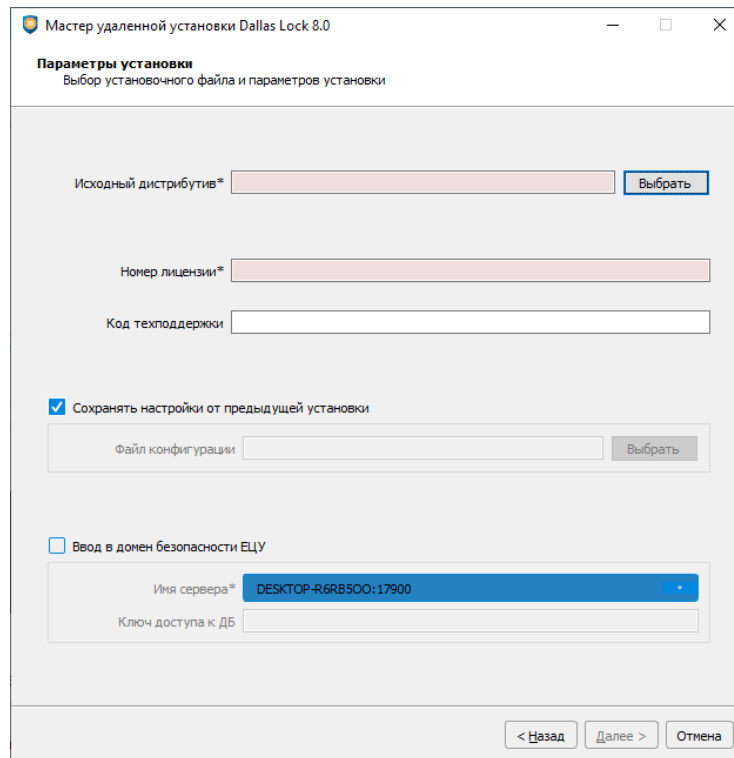 Мастер удаленной установки Dallas Lock 8.0
Параметры установки
Выбор установочного файла и параметров установки
Исходный дистрибутив*
Выбрать
Номер лицензии*
Код техподдержки
Сохранять настройки от предыдущей установки
Файл конфигурации
Выбрать
Ввод в домен безопасности ЕЦУ
Имя сервера*
DESKTOP-R6RB5OO:17900
Ключ доступа к ДБ
< Назад
Далее >
Отмена